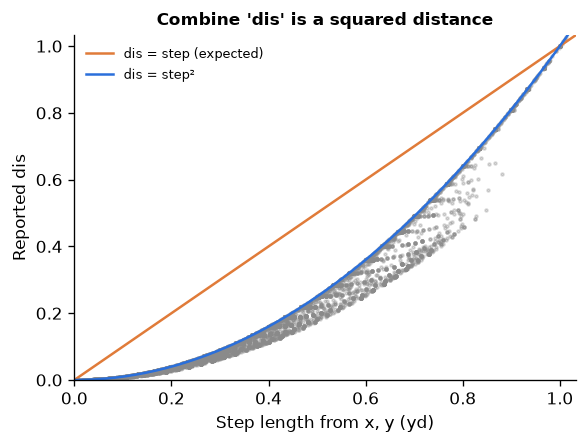 Combine 'dis' is a squared distance
dis = step (expected)
dis = step²
Reported dis
1.0
0.8
0.6
0.4
0.2
0.0
0.0 0.2 0.4 0.6 0.8 1.0
Step length from x, y (yd)